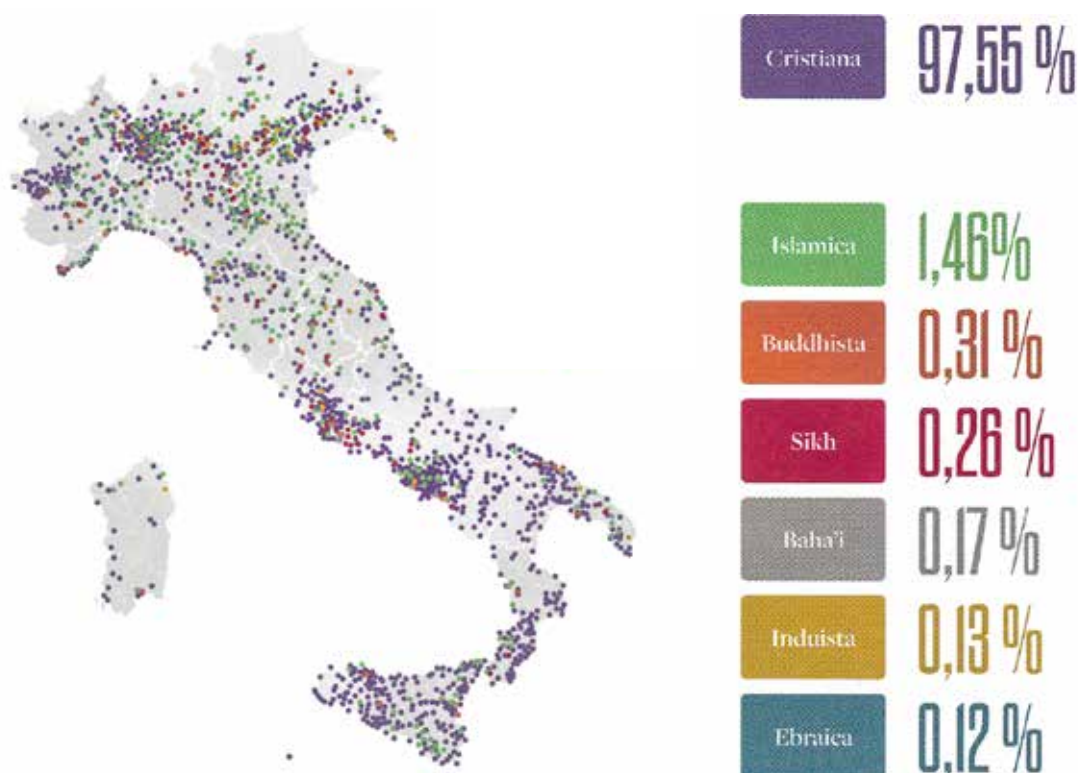 Cristiana 97,55 %
Islamica 1,46%
Buddhista 0,31 %
Sikh 0,26 %
Baha'i 0,17 %
Induista 0,13 %
Ebraica 0,12 %